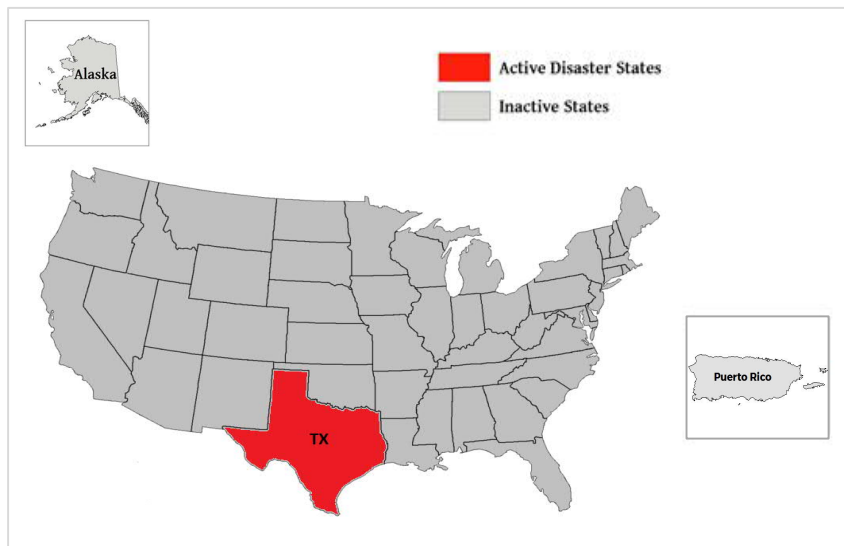 Alaska
Active Disaster States
Inactive States
Puerto Rico
TX